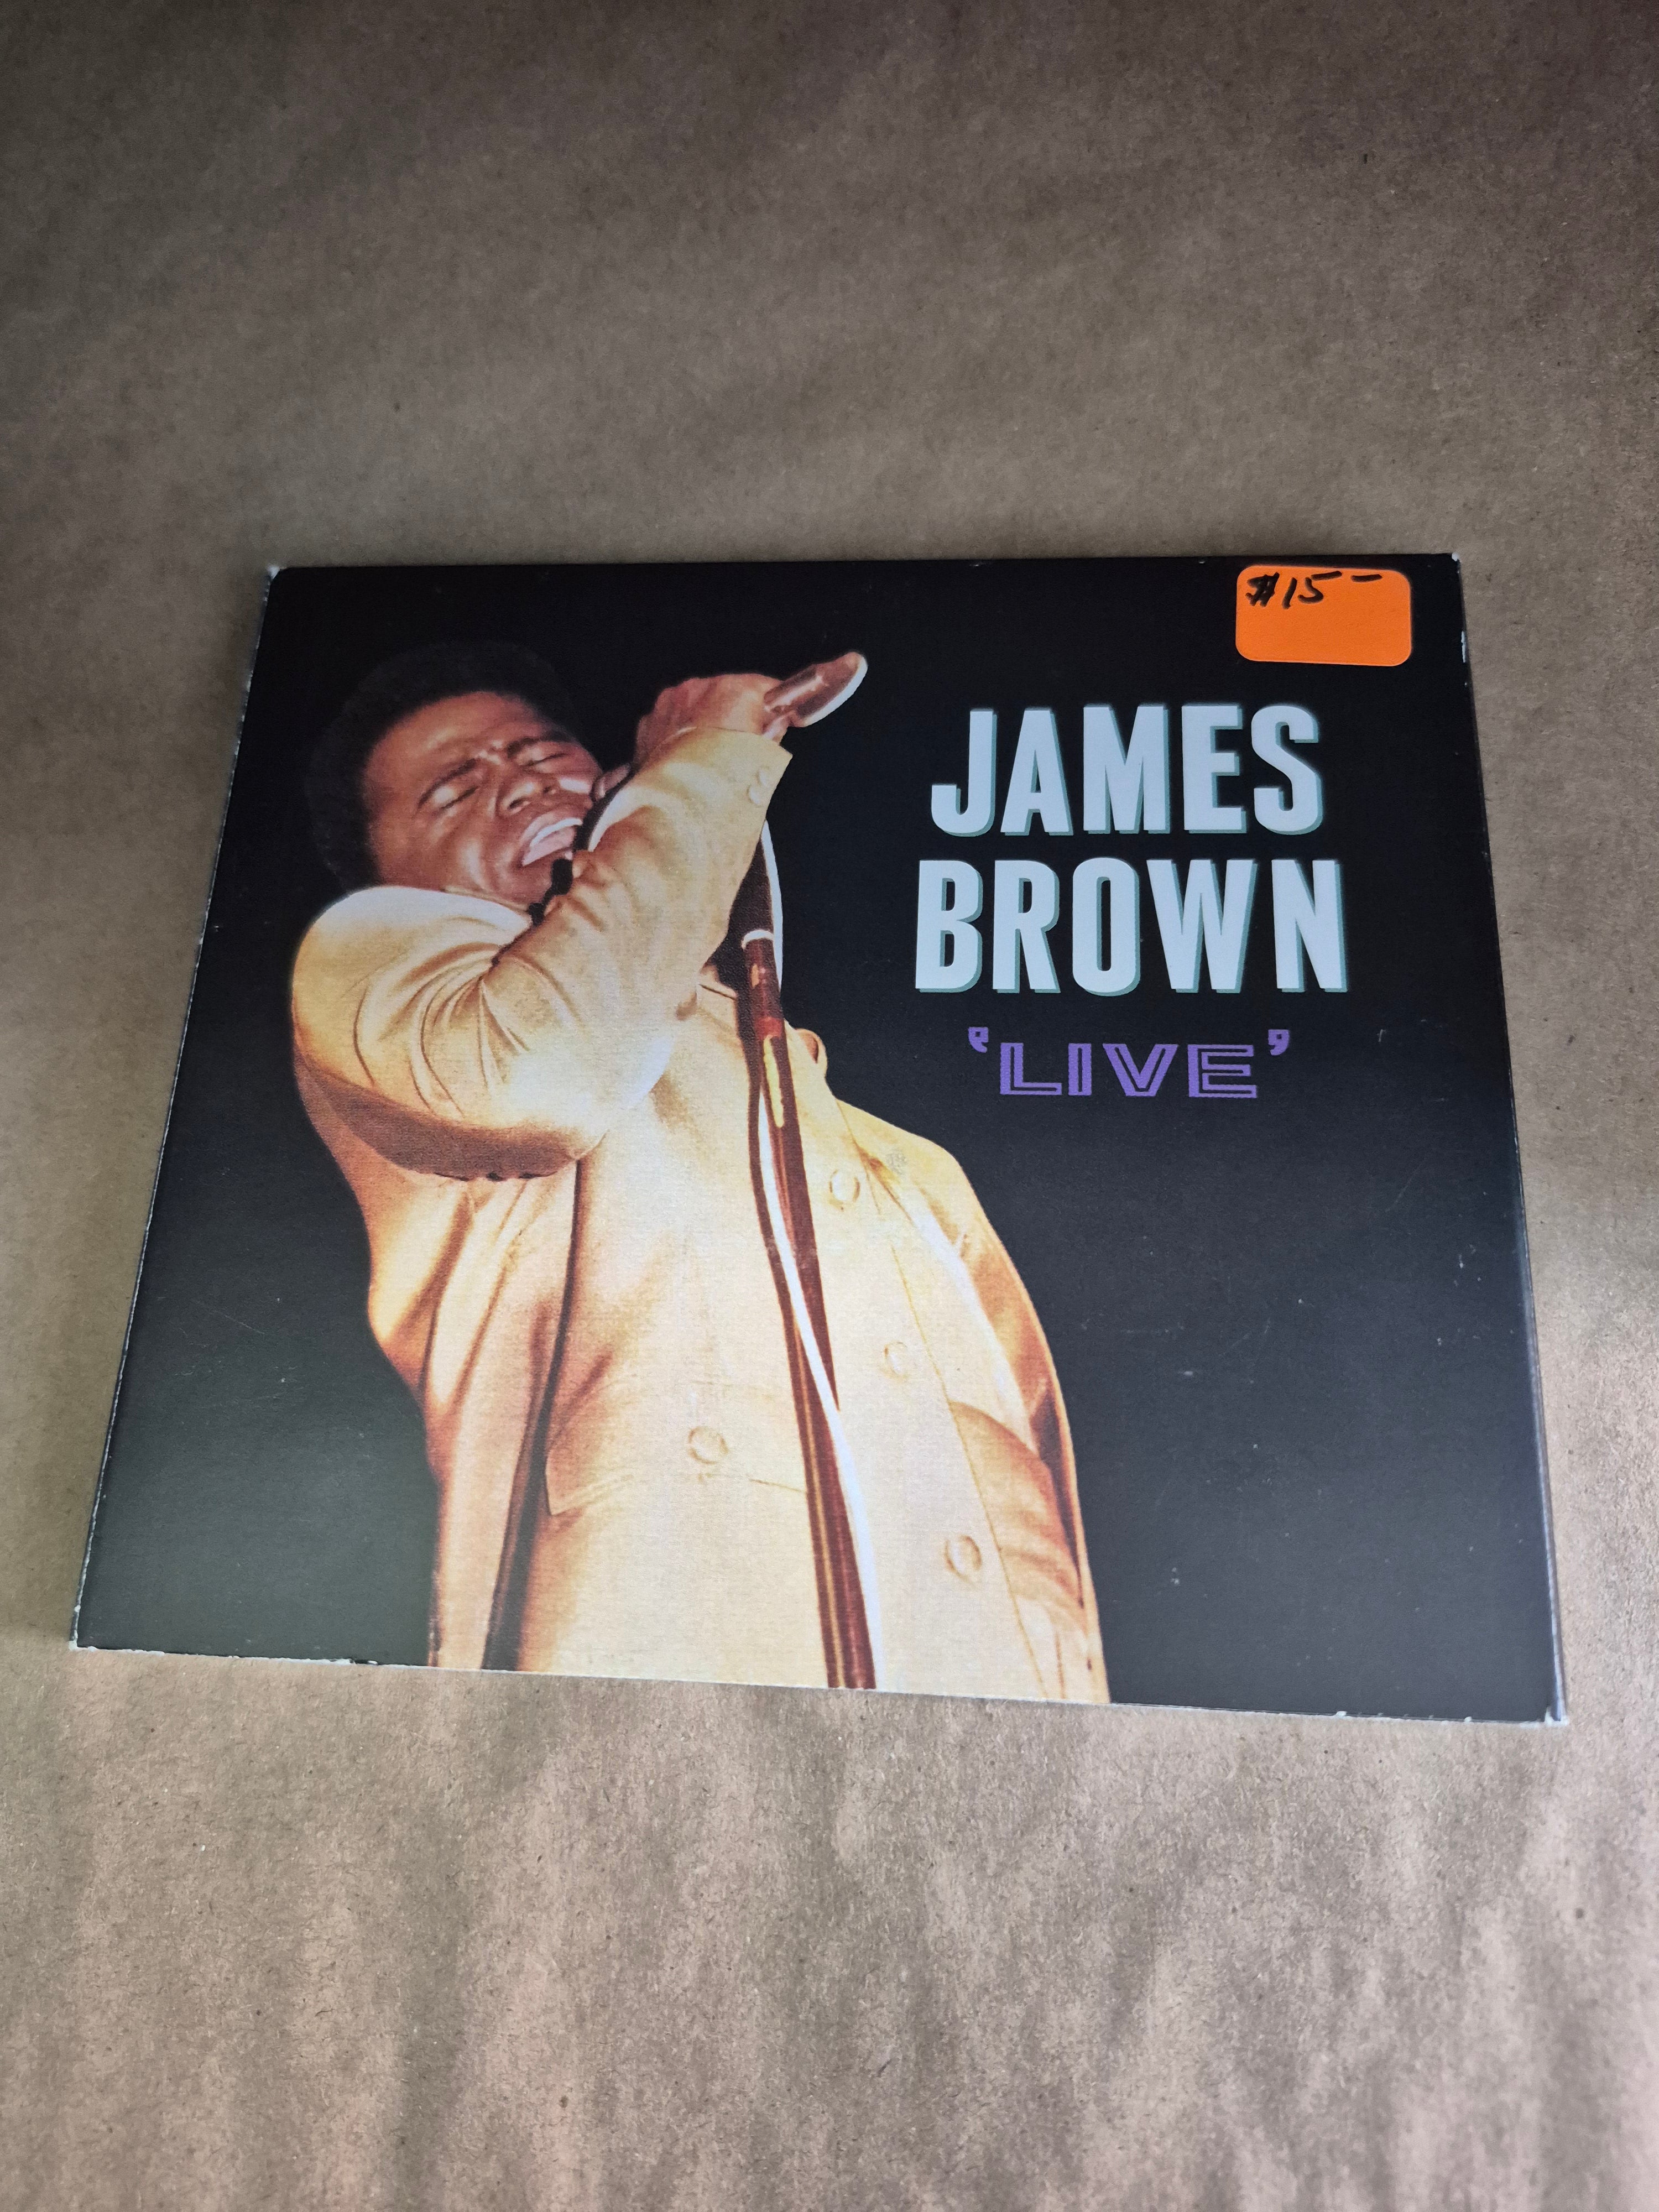 $15-
JAMES
BROWN
‘LIVE’